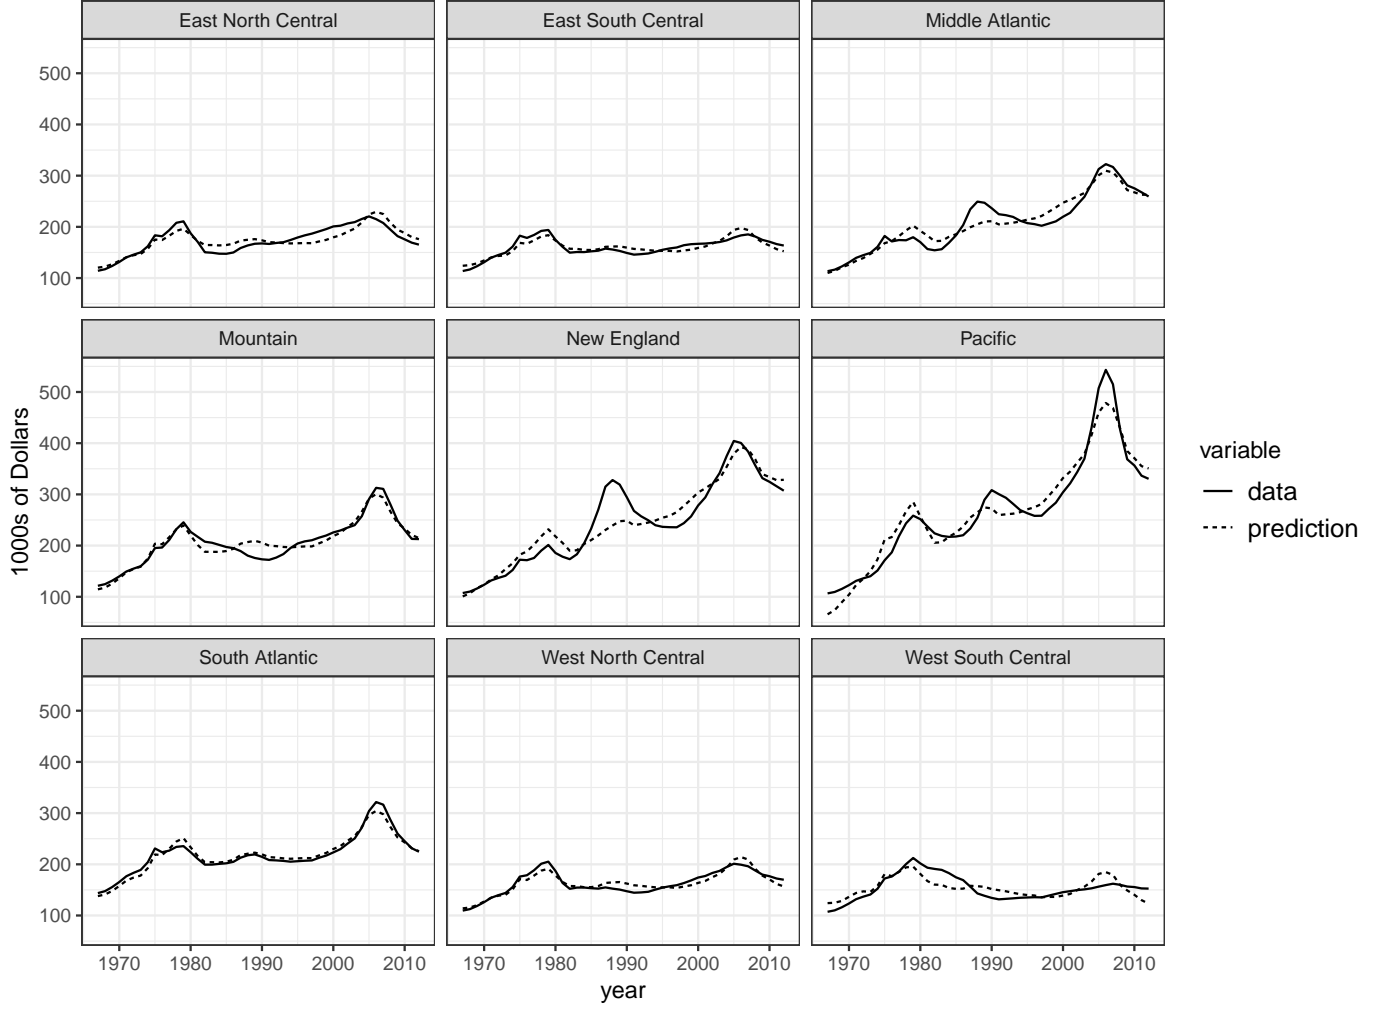 East North Central
East South Central
Middle Atlantic
500
400
300
200
100
Mountain
New England
Pacific
500
400
300
200
100
1000s of Dollars
variable
data
prediction
South Atlantic
West North Central
West South Central
500
400
300
200
100
1970 1980 1990 2000 2010
1970 1980 1990 2000 2010
1970 1980 1990 2000 2010
year